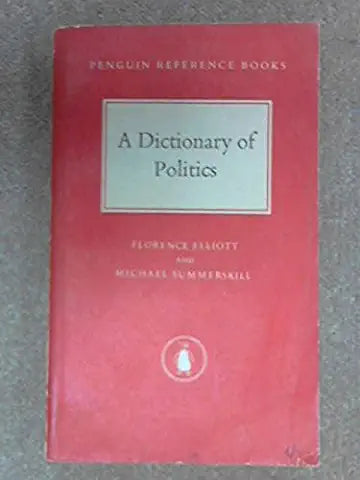 PENGUIN REFERENCE BOOKS
A Dictionary of
Politics
FLORENCE ELLIOTT
AND
MICHAEL SUMMERSKILL